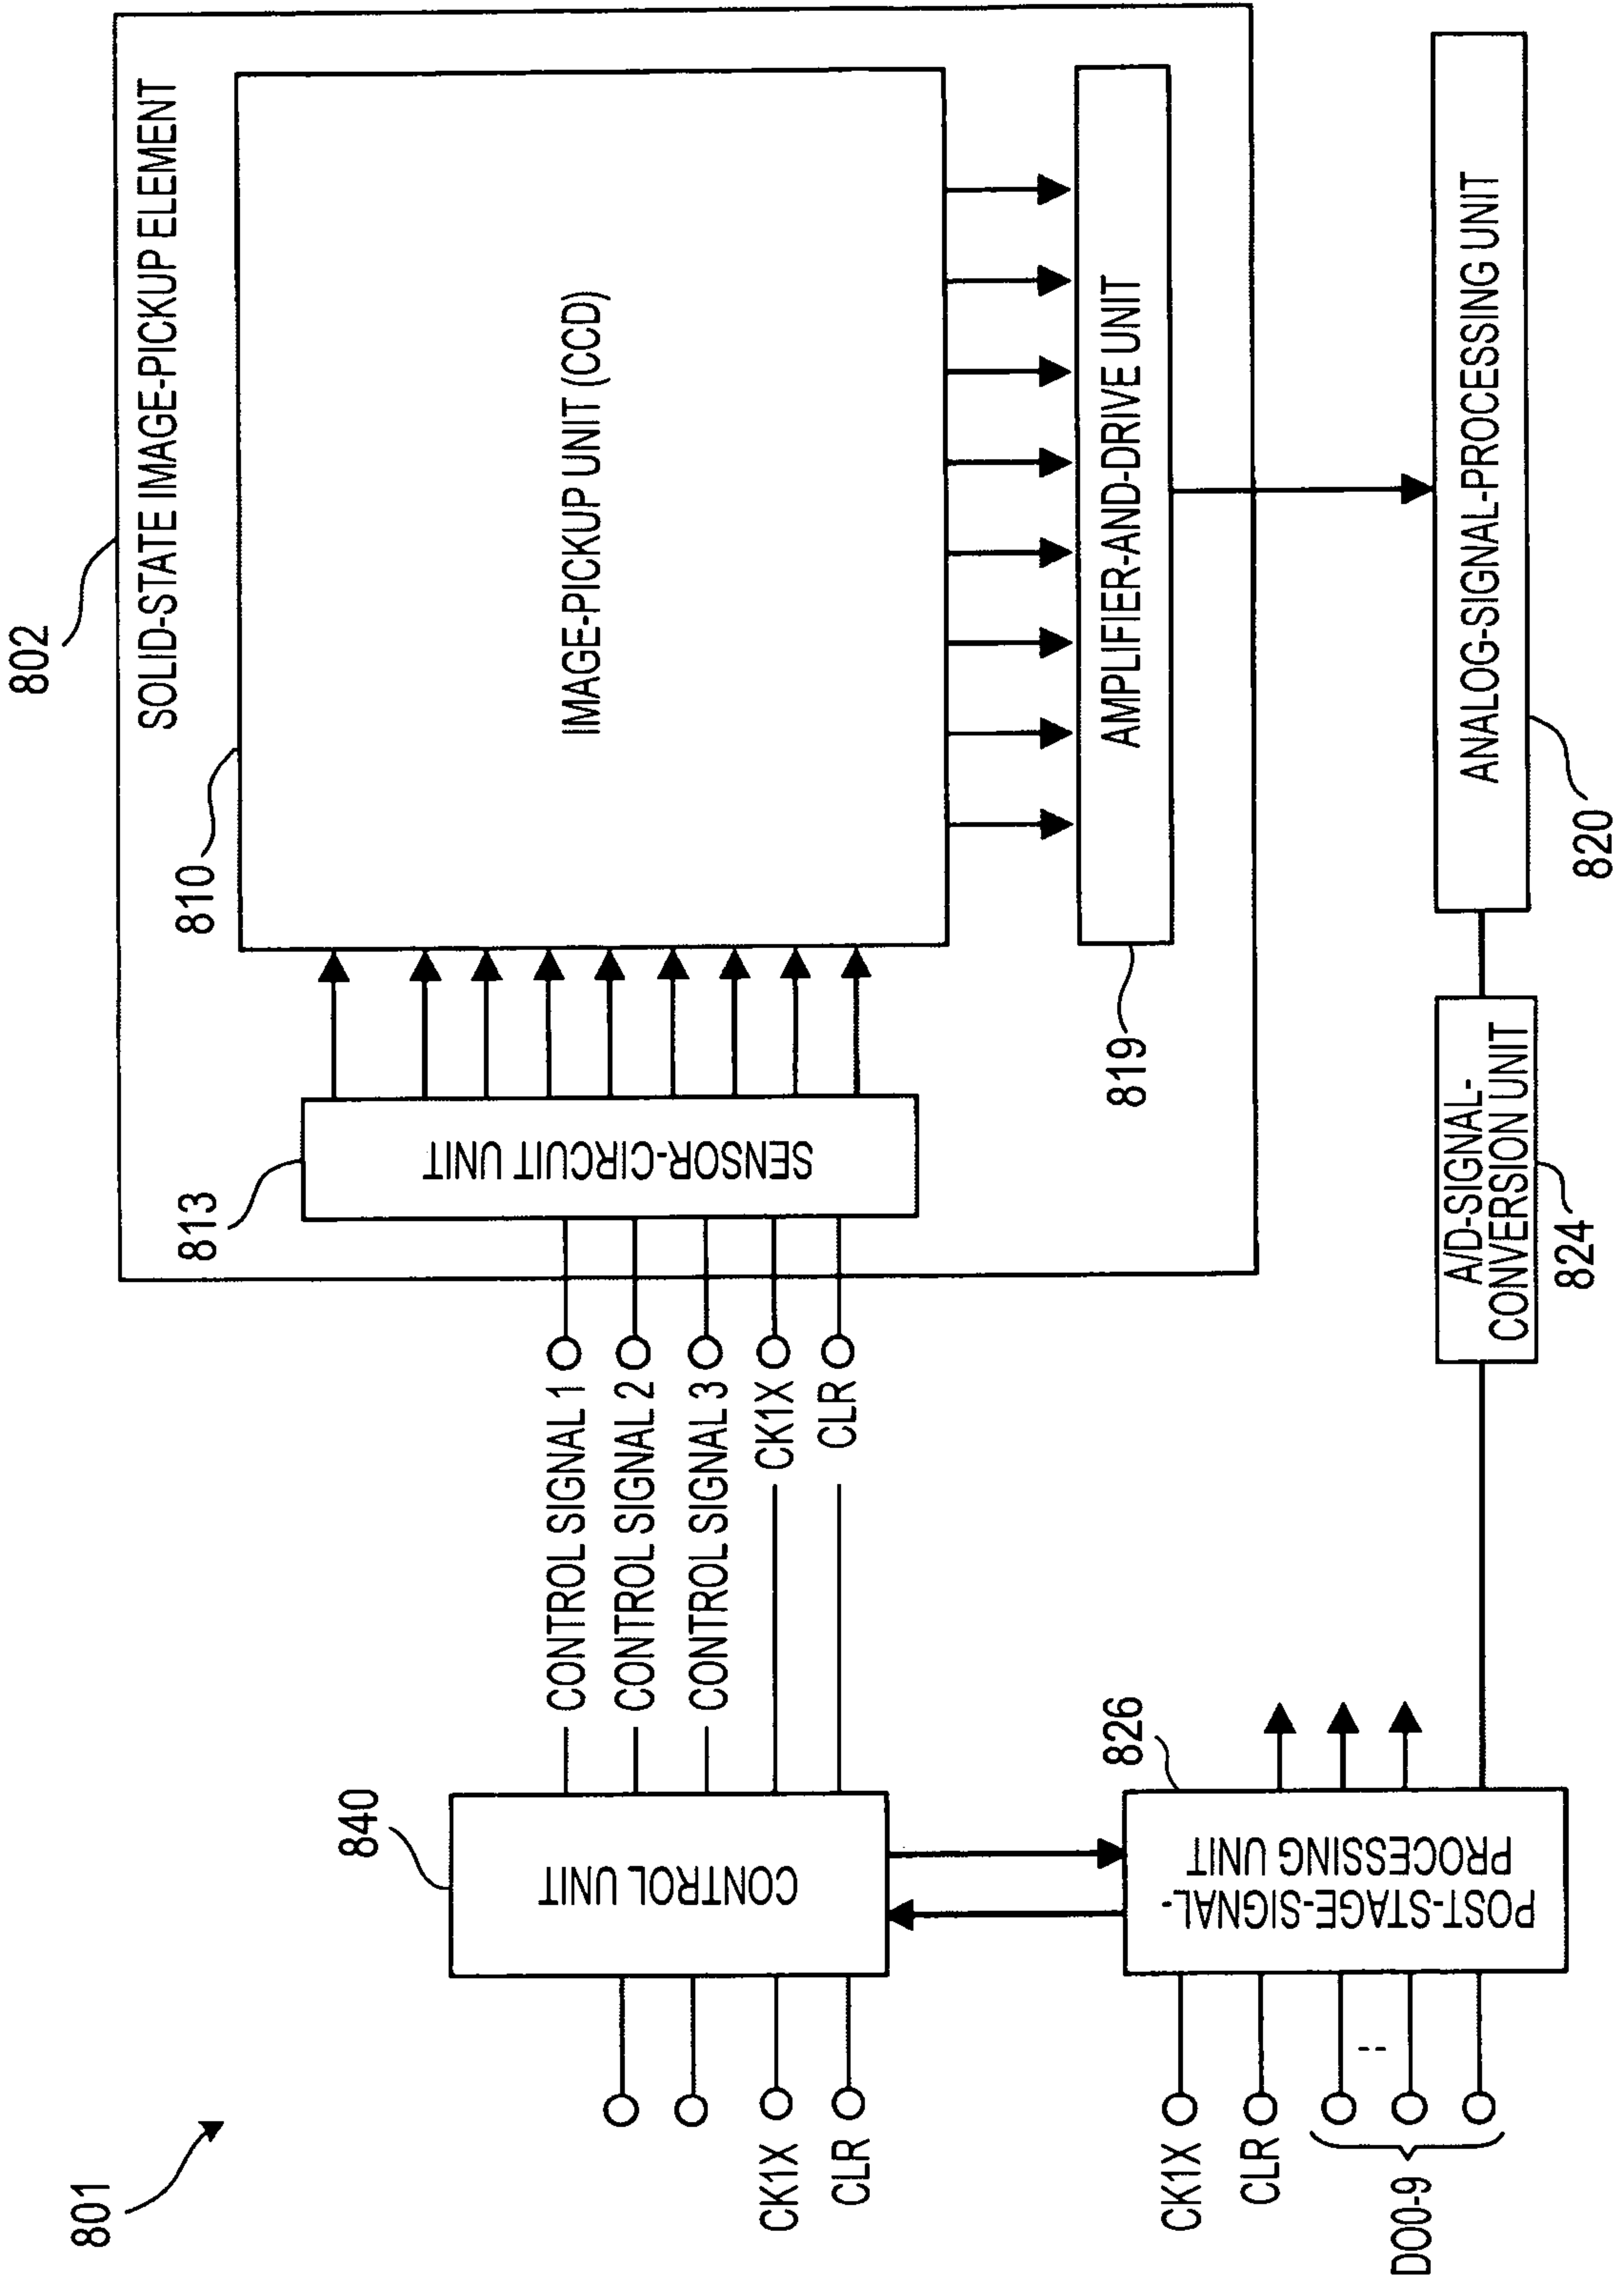 801
802
SOLID-STATE IMAGE-PICKUP ELEMENT
810
IMAGE-PICKUP UNIT (CCD)
813
SENSOR-CIRCUIT UNIT
840
CONTROL UNIT
CONTROL SIGNAL 1
CONTROL SIGNAL 2
CONTROL SIGNAL 3
CK1X
CLR
CK1X
CLR
AMPLIFIER-AND-DRIVE UNIT
819
826
POST-STAGE-SIGNAL-
PROCESSING UNIT
CK1X
CLR
DO0-9
A/D-SIGNAL-
CONVERSION UNIT
824
ANALOG-SIGNAL-PROCESSING UNIT
820